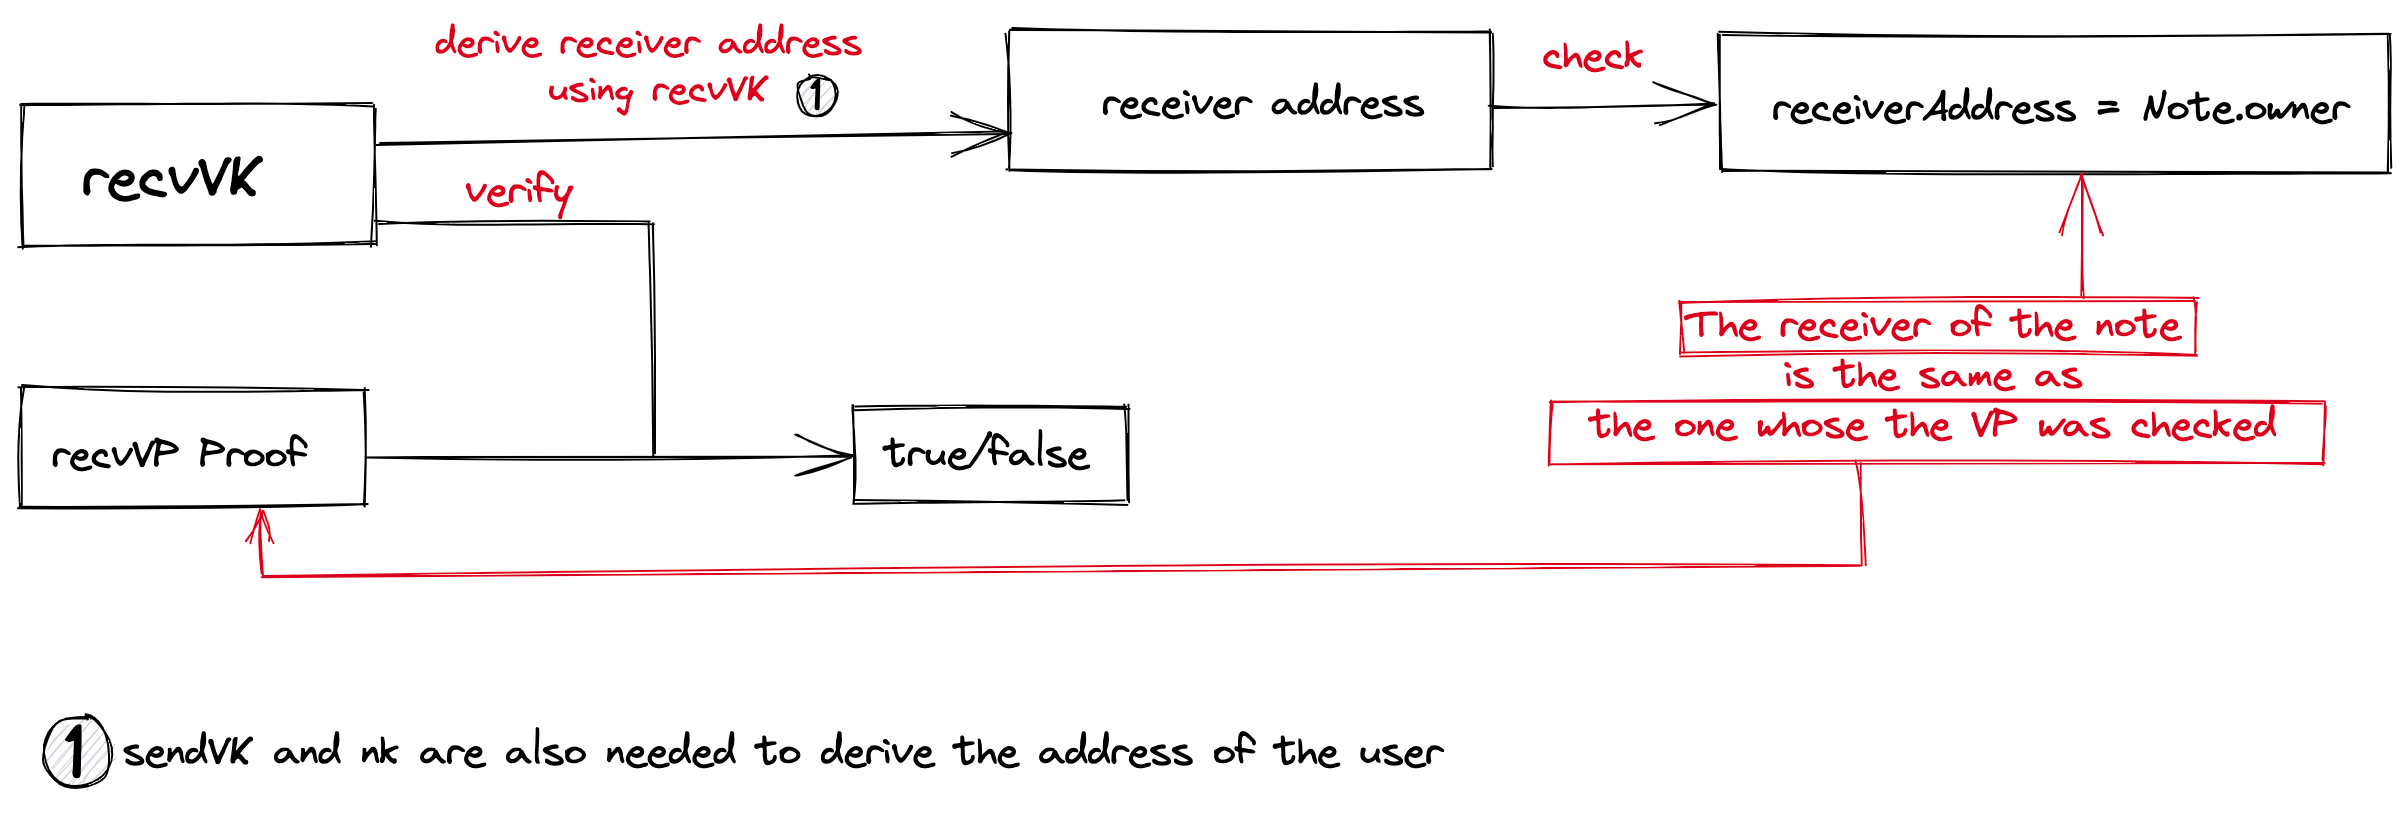 derive receiver address
using recvVK 1
check
receiver address
receiverAddress = Note.owner
recvVK
verify
The receiver of the note
is the same as
the one whose the VP was checked
recvVP Proof
true/false
1 sendVK and nk are also needed to derive the address of the user